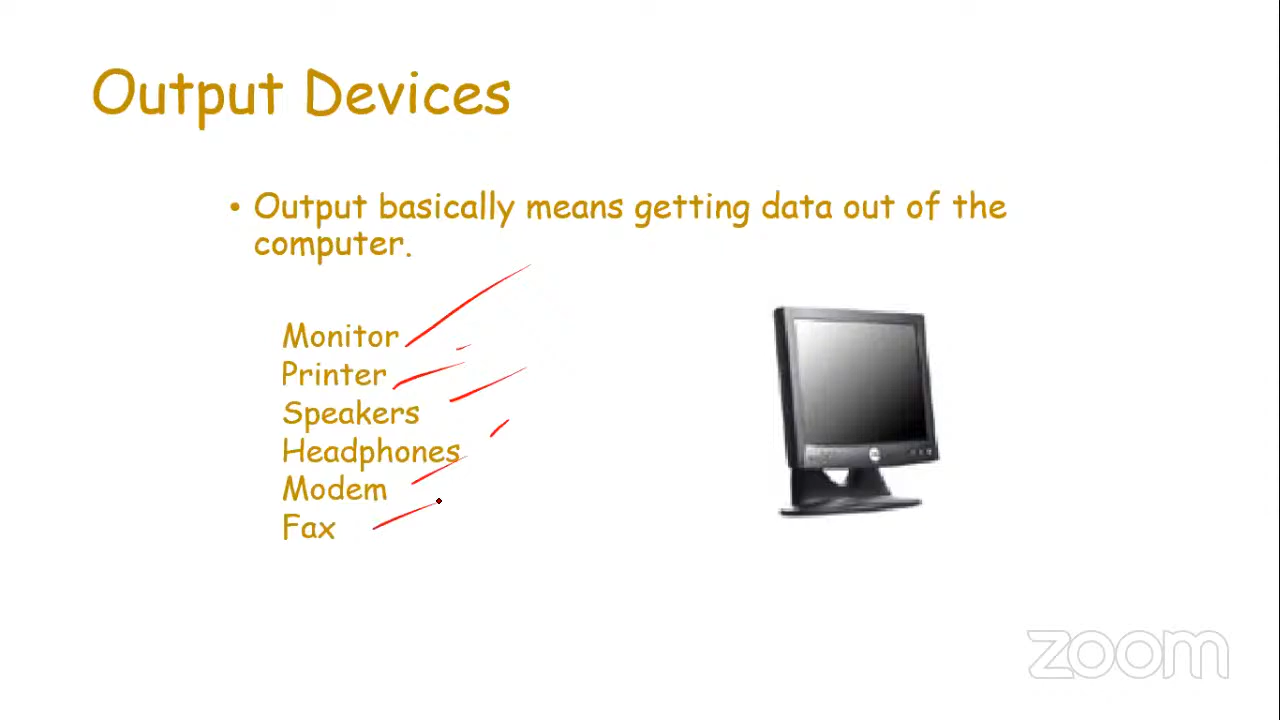 Output Devices
• Output basically means getting data out of the
computer.
Monitor
Printer
Speakers
Headphones
Modem
Fax
zoom